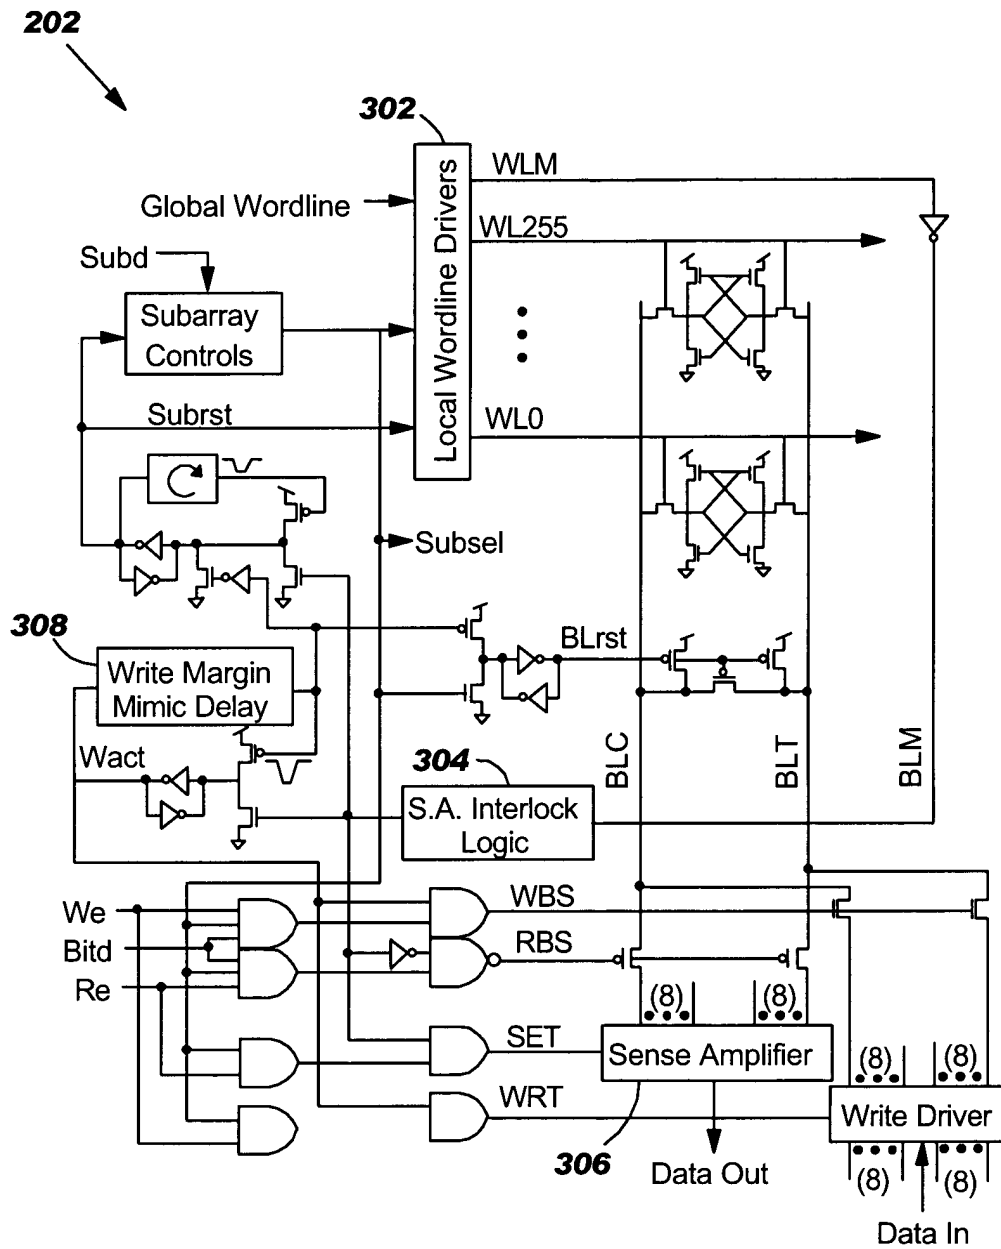 202
302
WLM
Global Wordline
Local Wordline Drivers
WL255
Subd
Subarray
Controls
Subrst
WL0
Subsel
308
Write Margin
Mimic Delay
BLrst
Wact
304
S.A. Interlock
Logic
BLC
BLT
BLM
We
WBS
Bitd
RBS
Re
(8)
(8)
SET
Sense Amplifier
(8)
(8)
WRT
Write Driver
306
Data Out
(8)
(8)
Data In